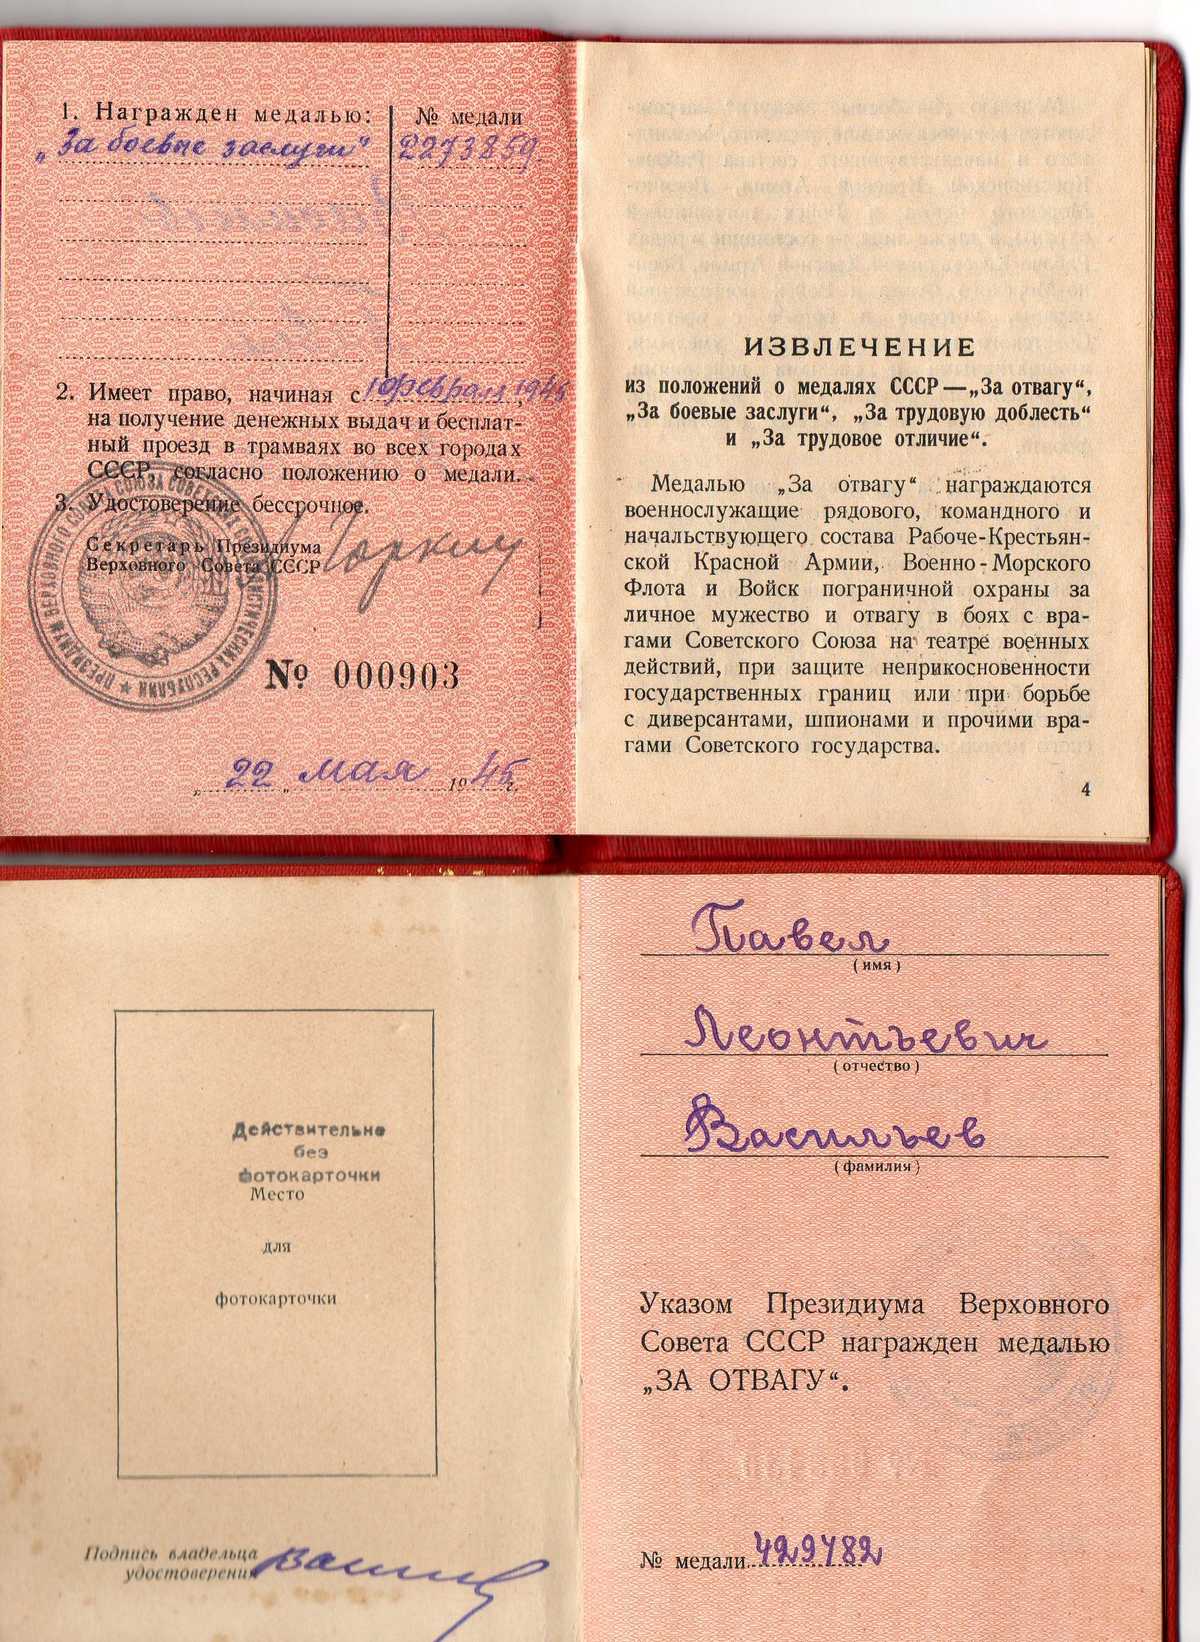 1. Награжден медалью:
№ медали
„За боевые заслуги“
2273859
2. Имеет право, начиная с 1 февраля 1945,
на получение денежных выдач и бесплат-
ный проезд в трамваях во всех городах
СССР, согласно положению о медали.
3. Удостоверение бессрочное.
Секретарь Президиума
Верховного Совета СССР
№ 000903
„22„ мая 1945 г.
ИЗВЛЕЧЕНИЕ
из положений о медалях СССР—„За отвагу“,
„За боевые заслуги“, „За трудовую доблесть“
и „За трудовое отличие“.
Медалью „За отвагу“ награждаются
военнослужащие рядового, командного и
начальствующего состава Рабоче-Крестьян-
ской Красной Армии, Военно-Морского
Флота и Войск пограничной охраны за
личное мужество и отвагу в боях с вра-
гами Советского Союза на театре военных
действий, при защите неприкосновенности
государственных границ или при борьбе
с диверсантами, шпионами и прочими вра-
гами Советского государства.
4
Действительно
без
фотокарточки
Место
для
фотокарточки
Подпись владельца
удостоверения
Павел
(имя)
Леонтьевич
(отчество)
Васильев
(фамилия)
Указом Президиума Верховного
Совета СССР награжден медалью
„ЗА ОТВАГУ“.
№ медали 429782